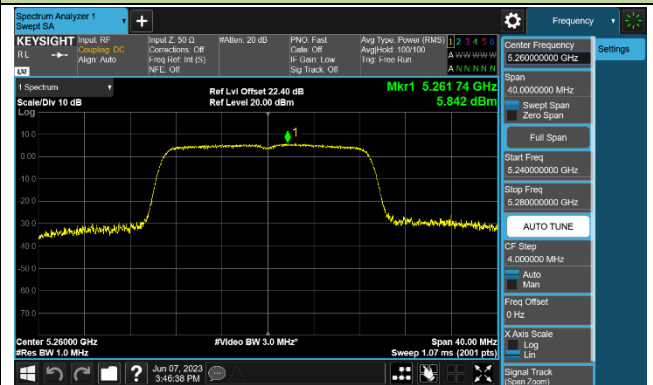 Spectrum Analyzer 1
Swept SA
+
Frequency
KEYSIGHT
RL
LXI
Input: RF
Coupling: DC
Align: Auto
Input Z: 50 Ω
Corrections: Off
Freq Ref: Int (S)
NFE: Off
#Atten: 20 dB
PNO: Fast
Gate: Off
IF Gain: Low
Sig Track: Off
Avg Type: Power (RMS)
Avg|Hold: 100/100
Trig: Free Run
1 2 3 4 5 6
A W W W W W
A N N N N N
1 Spectrum
Scale/Div 10 dB
Log
Ref Lvl Offset 22.40 dB
Ref Level 20.00 dBm
Mkr1 5.261 74 GHz
5.842 dBm
1
10.0
0.00
-10.0
-20.0
-30.0
-40.0
-50.0
-60.0
-70.0
Center 5.26000 GHz
#Res BW 1.0 MHz
#Video BW 3.0 MHz*
Span 40.00 MHz
Sweep 1.07 ms (2001 pts)
Jun 07, 2023
3:46:38 PM
?
Center Frequency
5.260000000 GHz
Settings
Span
40.0000000 MHz
Swept Span
Zero Span
Full Span
Start Freq
5.240000000 GHz
Stop Freq
5.280000000 GHz
AUTO TUNE
CF Step
4.000000 MHz
Auto
Man
Freq Offset
0 Hz
X Axis Scale
Log
Lin
Signal Track
(Span Zoom)